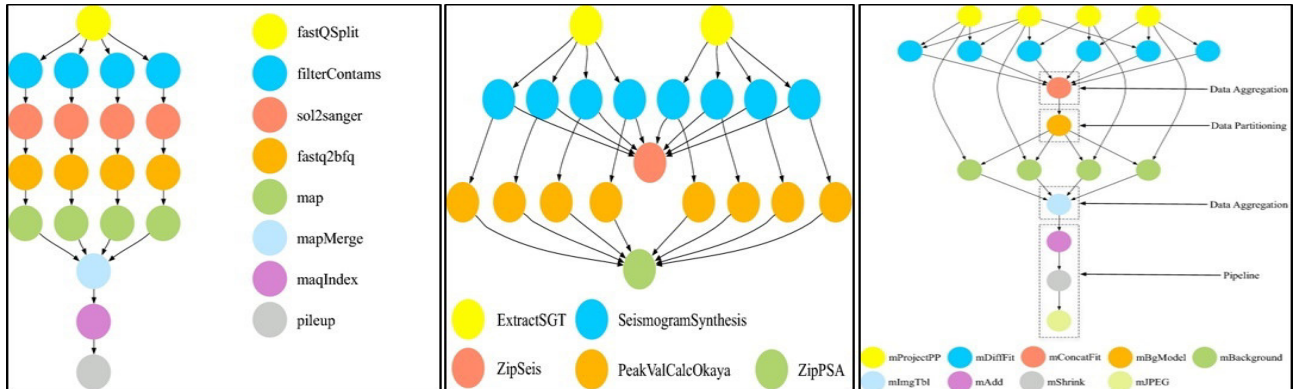 fastQSplit
filterContams
sol2sanger
fastq2bfq
map
mapMerge
maqIndex
pileup
ExtractSGT SeismogramSynthesis
ZipSeis PeakValCalcOkaya ZipPSA
Data Aggregation
Data Partitioning
Data Aggregation
Pipeline
mProjectPP mDiffFit mConcatFit mBgModel mBackground
mImgTbl mAdd mShrink mJPEG